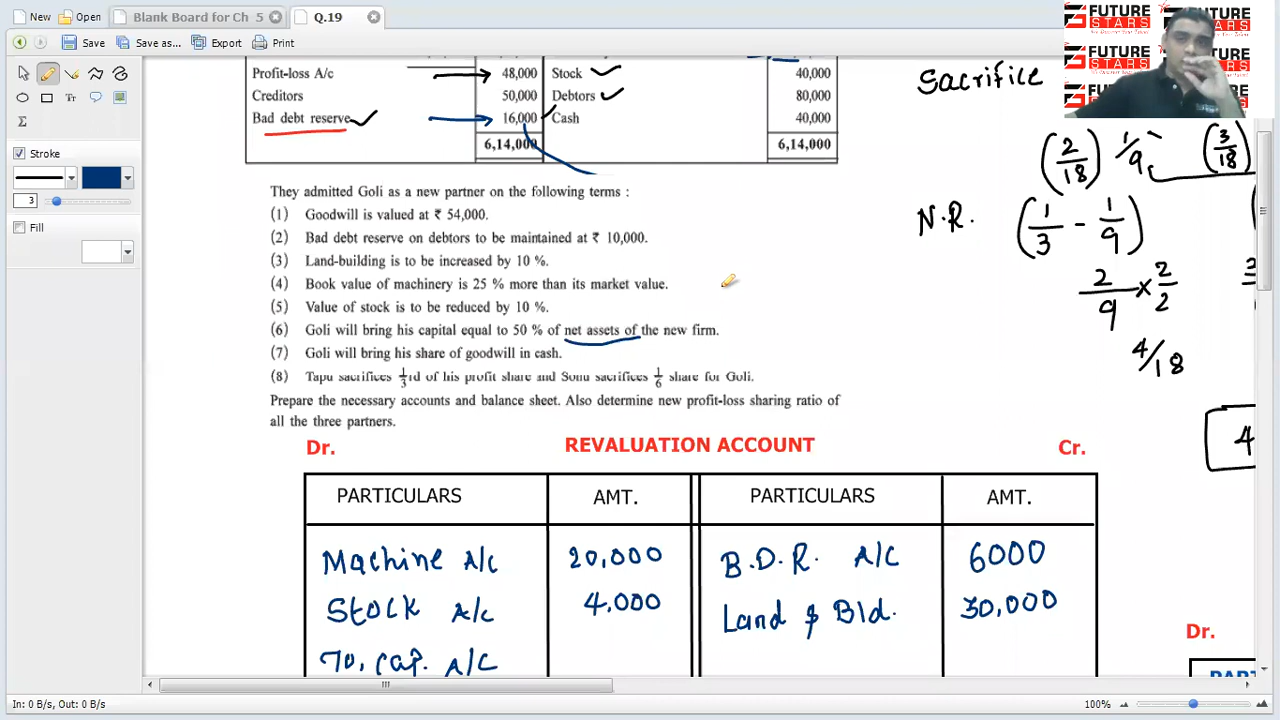 New Open Blank Board for Ch 5 Q.19
Save Save as... Export Print
Stroke
3
Fill
Profit-loss A/c 48,000 Stock 40,000
Creditors 50,000 Debtors 80,000
Bad debt reserve 16,000 Cash 40,000
6,14,000 6,14,000
They admitted Goli as a new partner on the following terms :
(1) Goodwill is valued at ₹ 54,000.
(2) Bad debt reserve on debtors to be maintained at ₹ 10,000.
(3) Land-building is to be increased by 10 %.
(4) Book value of machinery is 25 % more than its market value.
(5) Value of stock is to be reduced by 10 %.
(6) Goli will bring his capital equal to 50 % of net assets of the new firm.
(7) Goli will bring his share of goodwill in cash.
(8) Tapu sacrifices 1/3 rd of his profit share and Sonu sacrifices 1/6 share for Goli.
Prepare the necessary accounts and balance sheet. Also determine new profit-loss sharing ratio of
all the three partners.
Dr. REVALUATION ACCOUNT Cr.
PARTICULARS AMT. PARTICULARS AMT.
Machine A/c 20,000 B.D.R. A/C 6000
Stock A/c 4,000 Land & Bld. 30,000
To, Cap. A/C
FUTURE STARS
FUTURE
FUTURE STARS
Sacrifice
(2/18) 1/9 (3/18)
N.R. (1/3 - 1/9)
2/9 × 2/2
4/18
4
Dr.
In: 0 B/s, Out: 0 B/s 100%